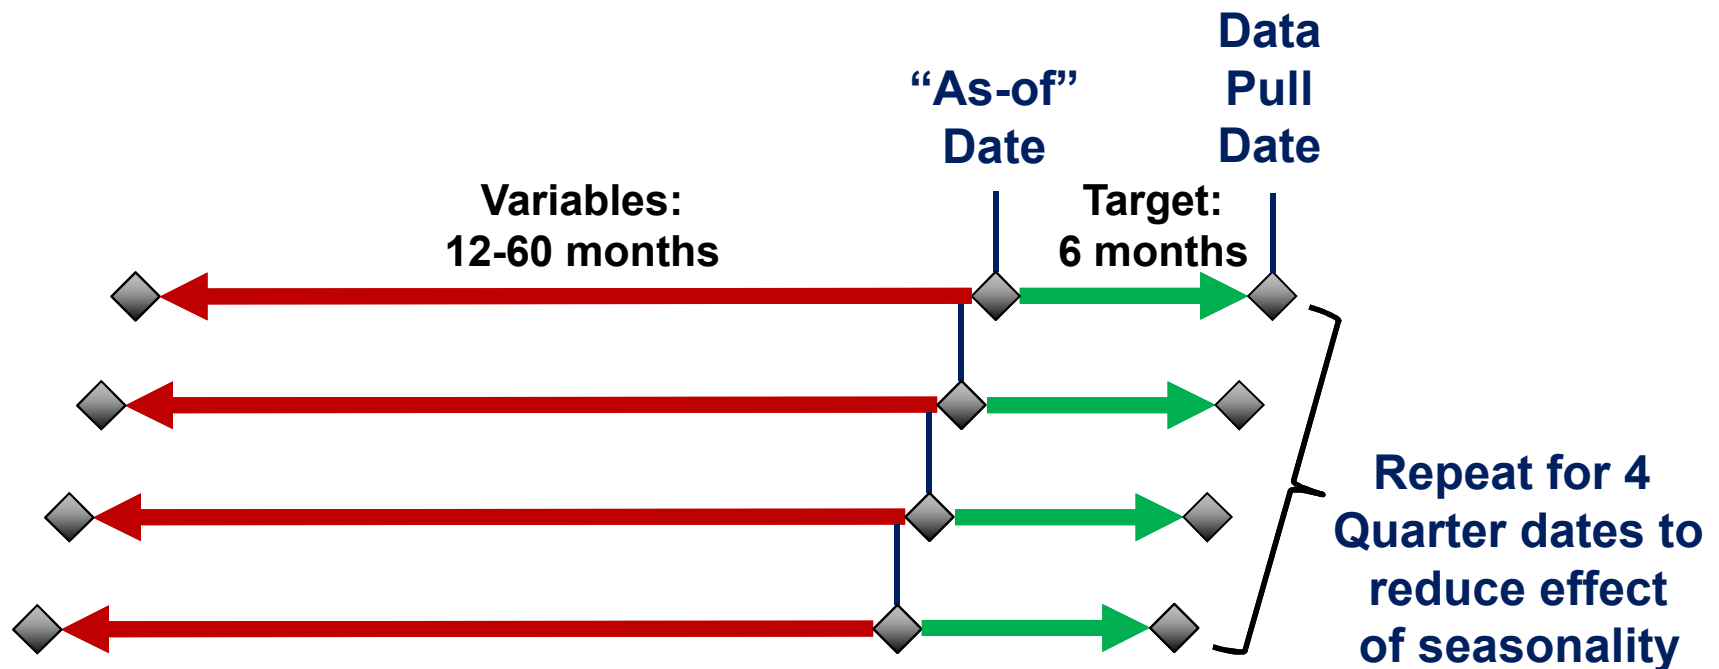 “As-of”
Date
Data
Pull
Date
Variables:
12-60 months
Target:
6 months
Repeat for 4
Quarter dates to
reduce effect
of seasonality